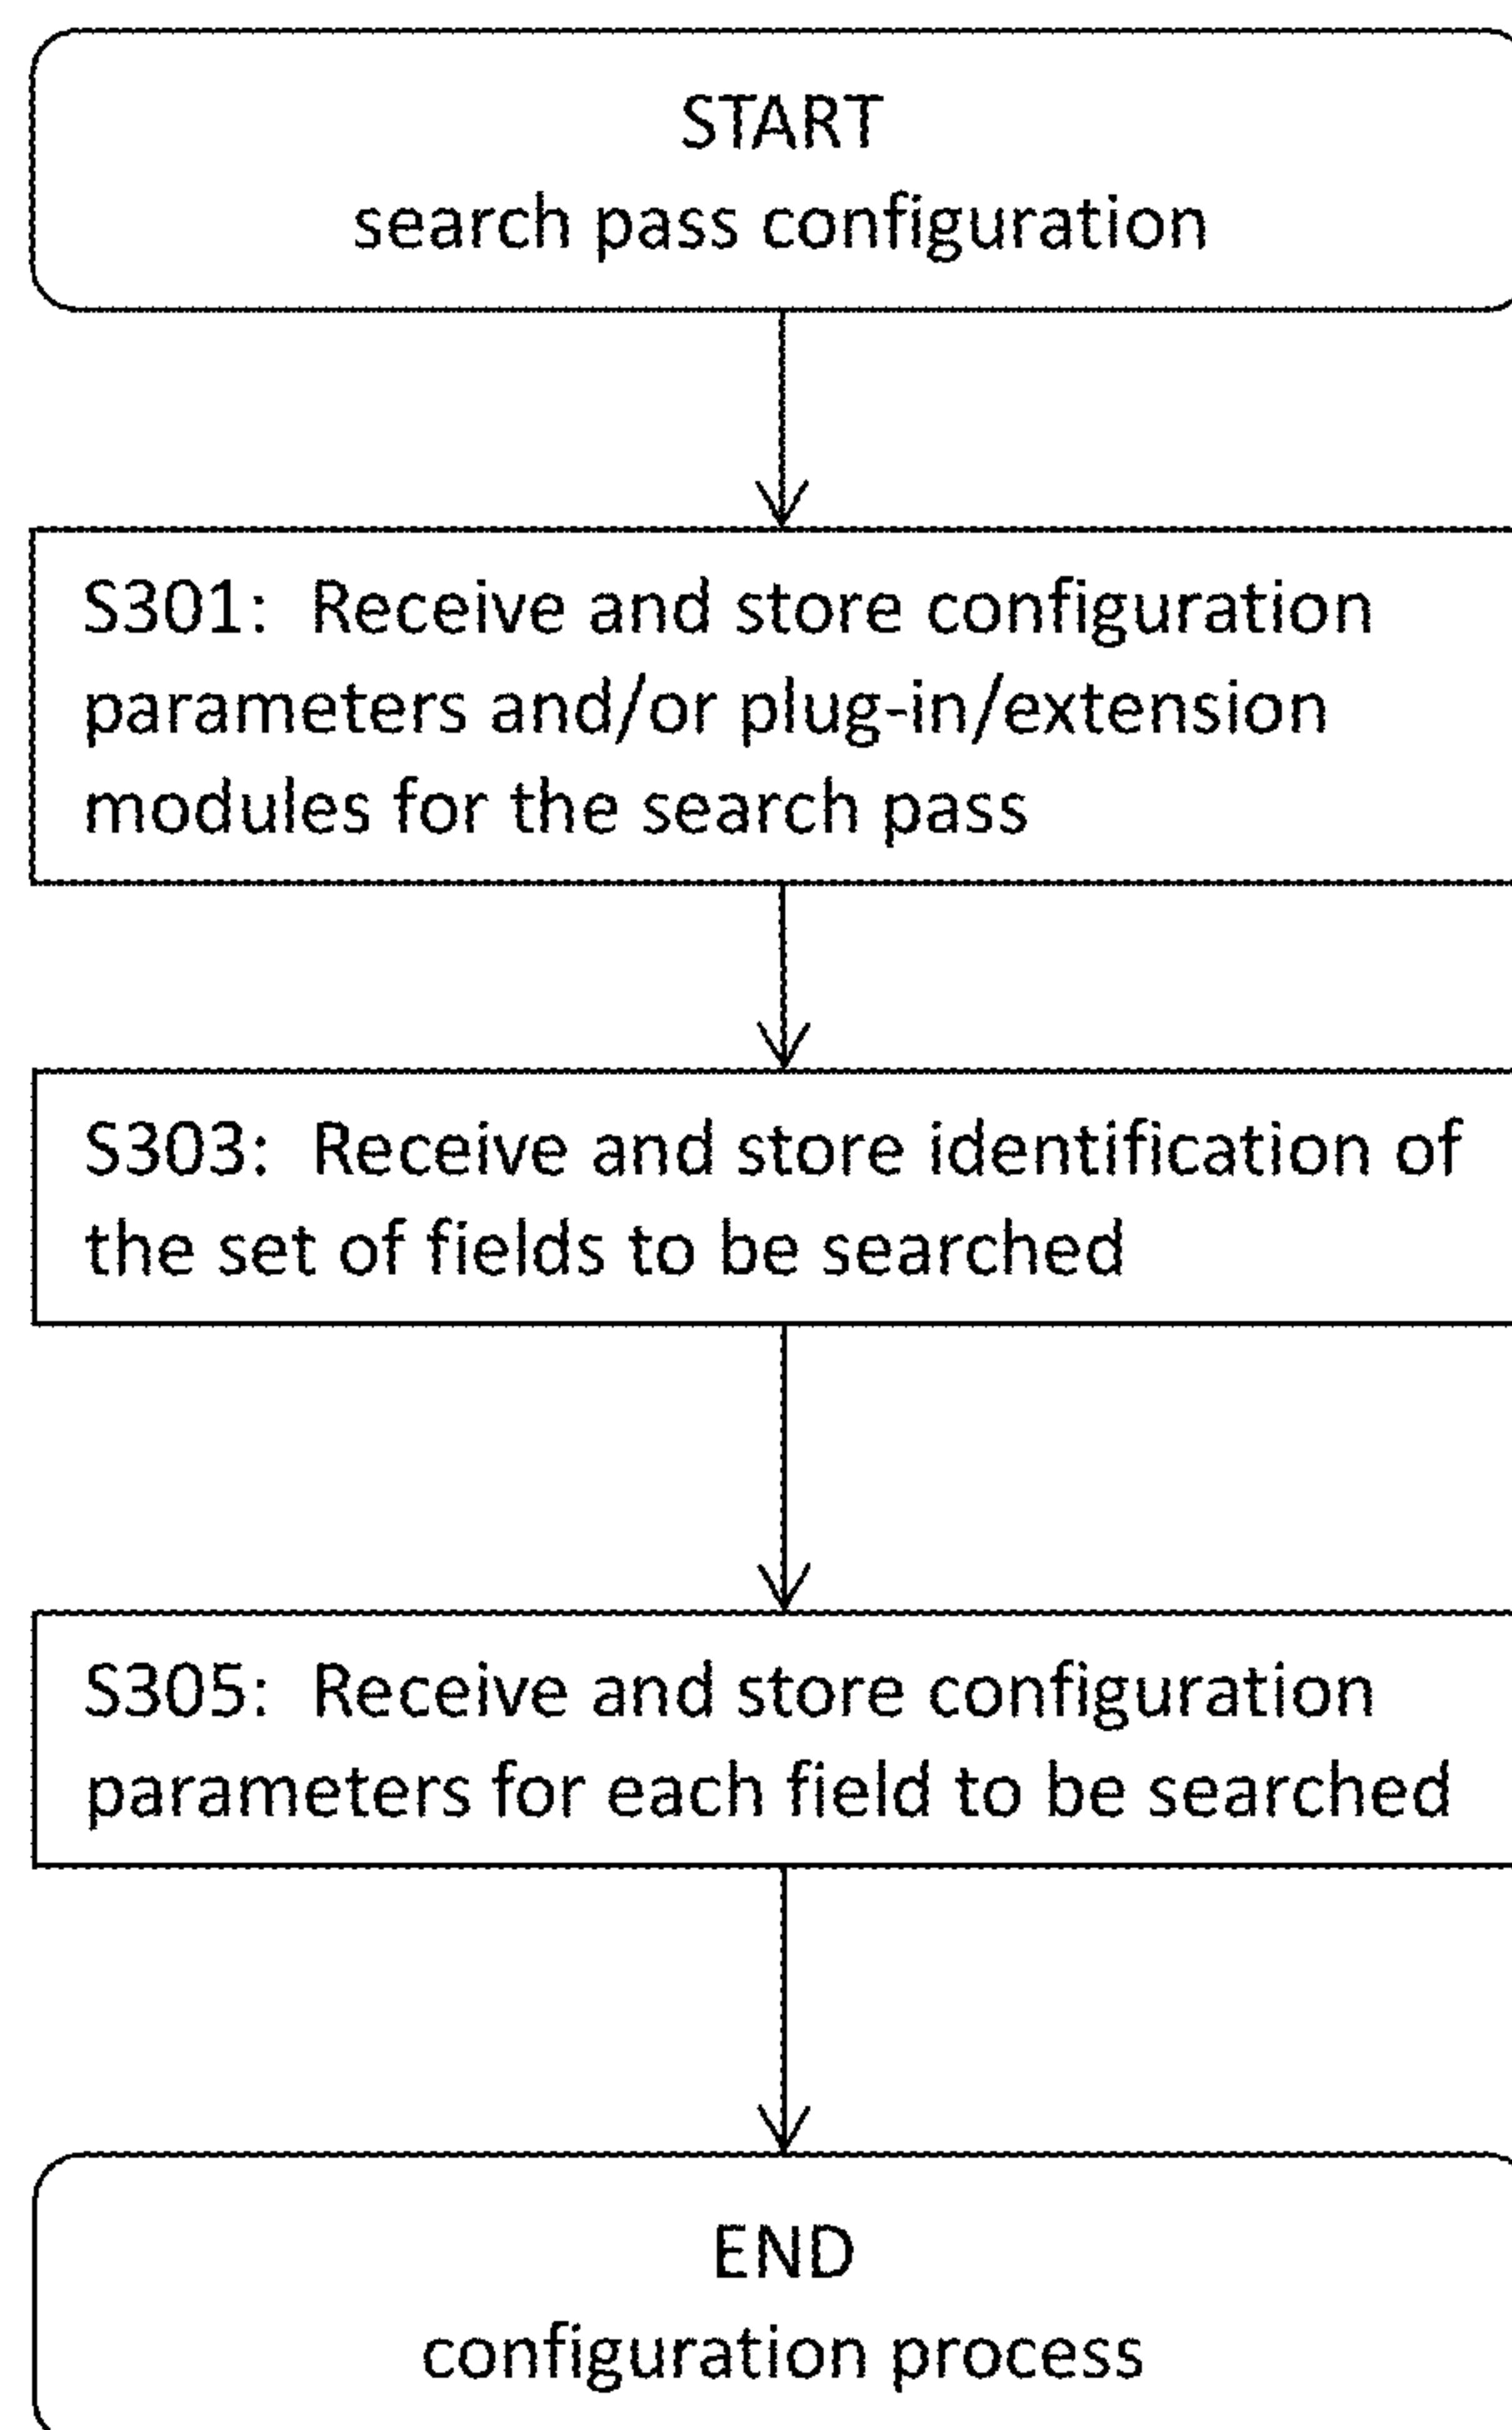 START
search pass configuration
S301: Receive and store configuration
parameters and/or plug-in/extension
modules for the search pass
S303: Receive and store identification of
the set of fields to be searched
S305: Receive and store configuration
parameters for each field to be searched
END
configuration process